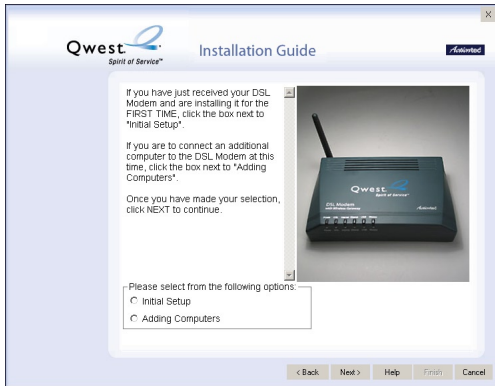 X
Qwest.
Spirit of Service™
Installation Guide
Actiontec
If you have just received your DSL
Modem and are installing it for the
FIRST TIME, click the box next to
"Initial Setup".
If you are to connect an additional
computer to the DSL Modem at this
time, click the box next to "Adding
Computers".
Once you have made your selection,
click NEXT to continue.
Qwest
Spirit of Service
DSL Modem
with Wireless Gateway
Actiontec
Please select from the following options:
Initial Setup
Adding Computers
< Back Next > Help Finish Cancel